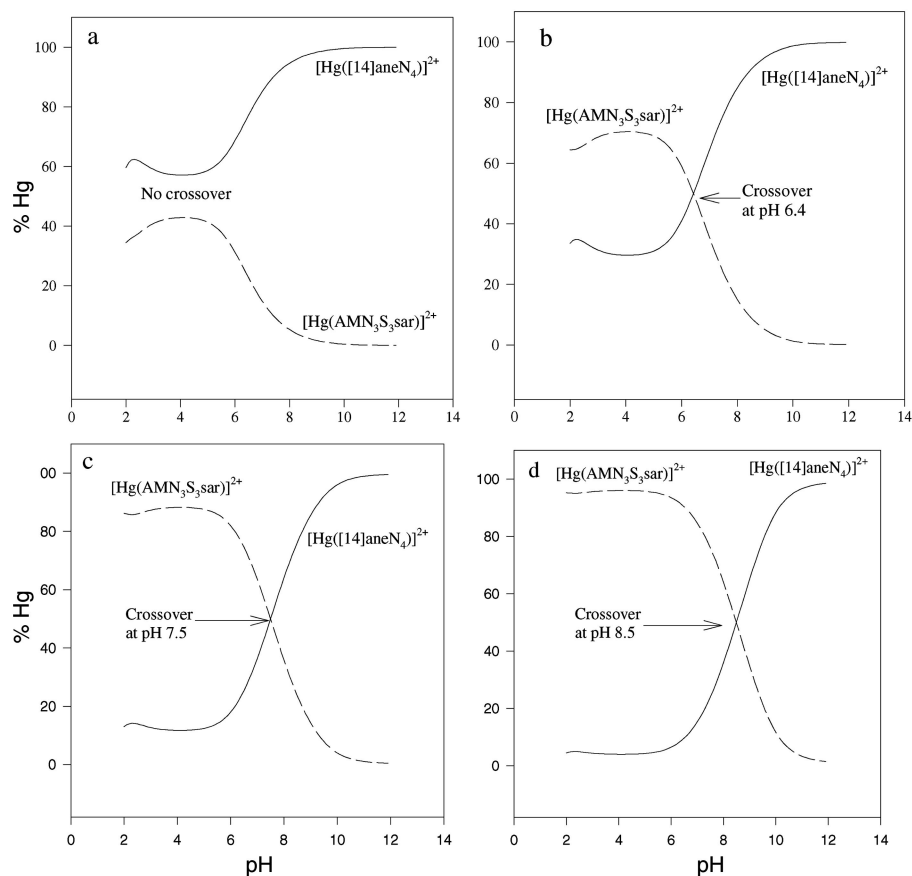 a
[Hg([14]aneN4)]2+
No crossover
[Hg(AMN3S3sar)]2+
% Hg
100
80
60
40
20
0
0 2 4 6 8 10 12 14
b
[Hg([14]aneN4)]2+
[Hg(AMN3S3sar)]2+
Crossover
at pH 6.4
100
80
60
40
20
0
0 2 4 6 8 10 12 14
c
[Hg(AMN3S3sar)]2+
[Hg([14]aneN4)]2+
Crossover
at pH 7.5
% Hg
00
80
60
40
20
0
0 2 4 6 8 10 12 14
pH
d
[Hg(AMN3S3sar)]2+
[Hg([14]aneN4)]2+
Crossover
at pH 8.5
100
80
60
40
20
0
0 2 4 6 8 10 12 14
pH